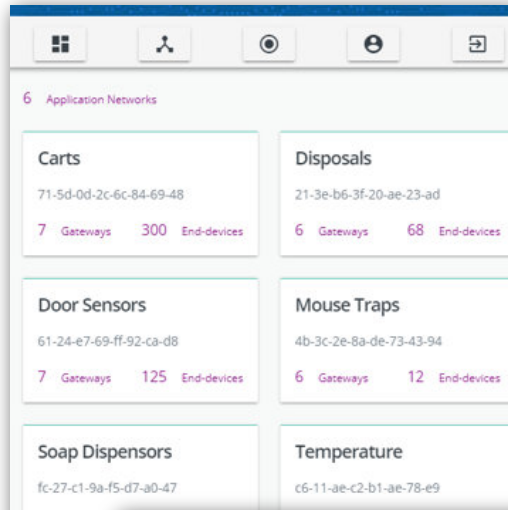 6 Application Networks
Carts
71-5d-0d-2c-6c-84-69-48
7 Gateways 300 End-devices
Disposals
21-3e-b6-3f-20-ae-23-ad
6 Gateways 68 End-devices
Door Sensors
61-24-e7-69-ff-92-ca-d8
7 Gateways 125 End-devices
Mouse Traps
4b-3c-2e-8a-de-73-43-94
6 Gateways 12 End-devices
Soap Dispensors
fc-27-c1-9a-f5-d7-a0-47
Temperature
c6-11-ae-c2-b1-ae-78-e9